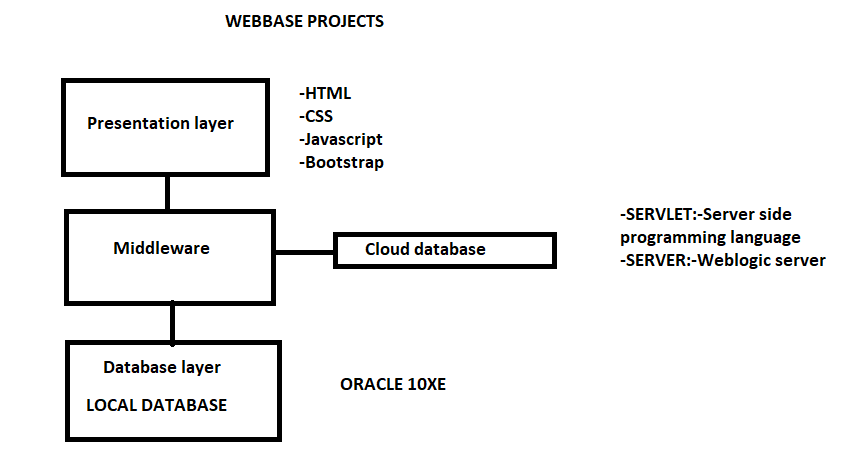 WEBBASE PROJECTS
Presentation layer
-HTML
-CSS
-Javascript
-Bootstrap
Middleware
Cloud database
-SERVLET:-Server side
programming language
-SERVER:-Weblogic server
Database layer
LOCAL DATABASE
ORACLE 10XE